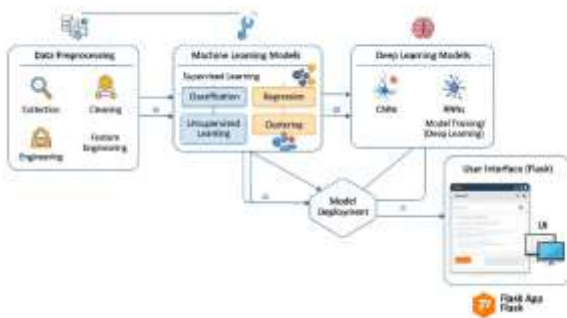 Data Preprocessing
Collection
Cleaning
Engineering
Feature
Engineering
Machine Learning Models
Supervised Learning
Classification
Regression
Unsupervised
Learning
Clustering
Deep Learning Models
CNNs
RNNs
Model Training/
(Deep Learning)
Model
Deployment
User Interface (Flask)
UI
Flask App
Flask